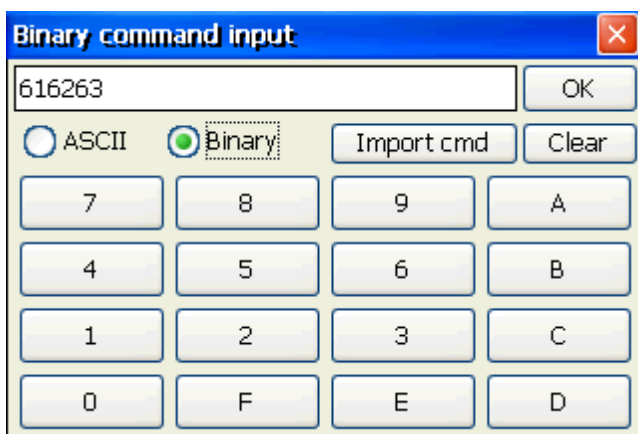 Binary command input
616263 OK
ASCII Binary Import cmd Clear
7 8 9 A
4 5 6 B
1 2 3 C
0 F E D